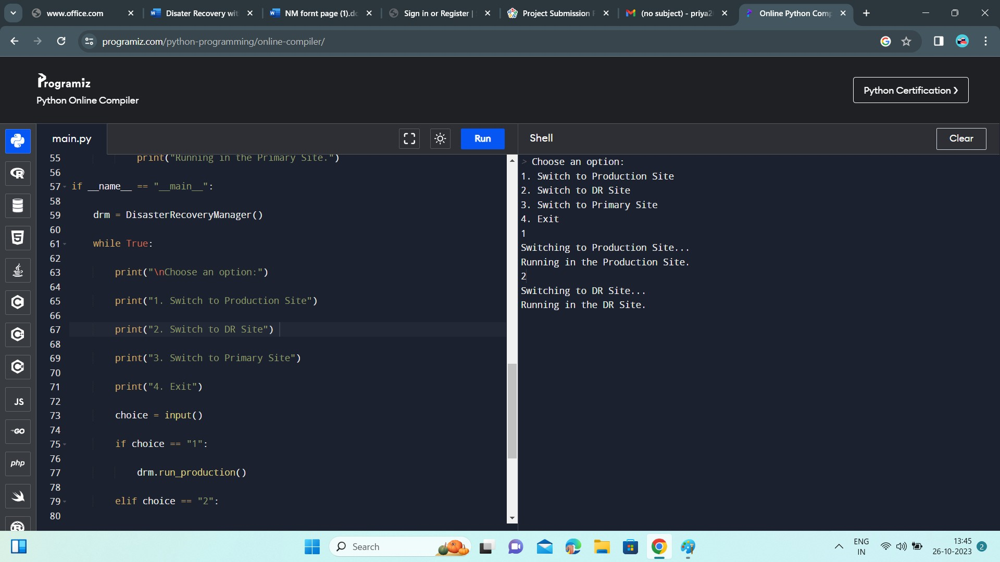 www.office.com
Disater Recovery wit
NM fornt page (1).dc
Sign in or Register |
Project Submission F
(no subject) - priya2
Online Python Comp
programiz.com/python-programming/online-compiler/
Programiz
Python Online Compiler
Python Certification ❯
main.py
Run
Shell
Clear
55 print("Running in the Primary Site.")
56
57 if __name__ == "__main__":
58
59 drm = DisasterRecoveryManager()
60
61 while True:
62
63 print("\nChoose an option:")
64
65 print("1. Switch to Production Site")
66
67 print("2. Switch to DR Site")
68
69 print("3. Switch to Primary Site")
70
71 print("4. Exit")
72
73 choice = input()
74
75 if choice == "1":
76
77 drm.run_production()
78
79 elif choice == "2":
80
> Choose an option:
1. Switch to Production Site
2. Switch to DR Site
3. Switch to Primary Site
4. Exit
1
Switching to Production Site...
Running in the Production Site.
2
Switching to DR Site...
Running in the DR Site.
R
5
C
C
C
JS
GO
php
R
Search
ENG
IN
13:45
26-10-2023
2